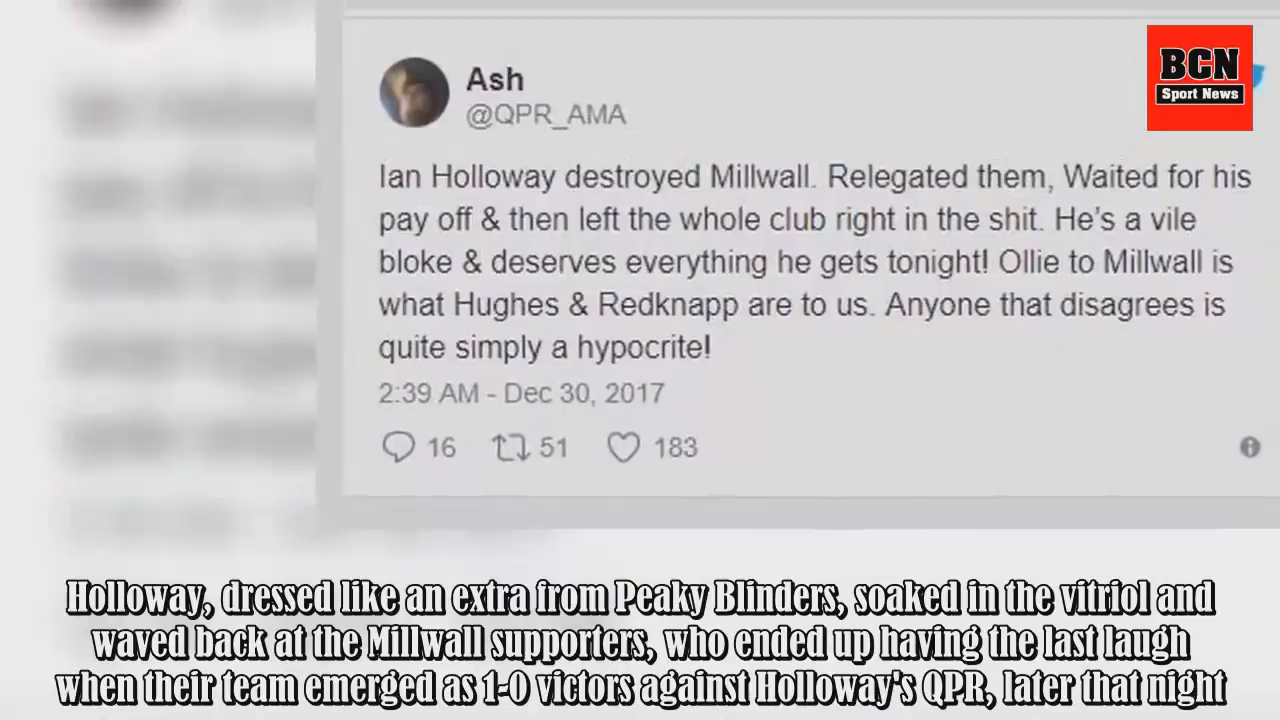 BCN
Sport News
Ash
@QPR_AMA
Ian Holloway destroyed Millwall. Relegated them, Waited for his
pay off & then left the whole club right in the shit. He's a vile
bloke & deserves everything he gets tonight! Ollie to Millwall is
what Hughes & Redknapp are to us. Anyone that disagrees is
quite simply a hypocrite!
2:39 AM - Dec 30, 2017
16 51 183
Holloway, dressed like an extra from Peaky Blinders, soaked in the vitriol and
waved back at the Millwall supporters, who ended up having the last laugh
when their team emerged as 1-0 victors against Holloway's QPR, later that night